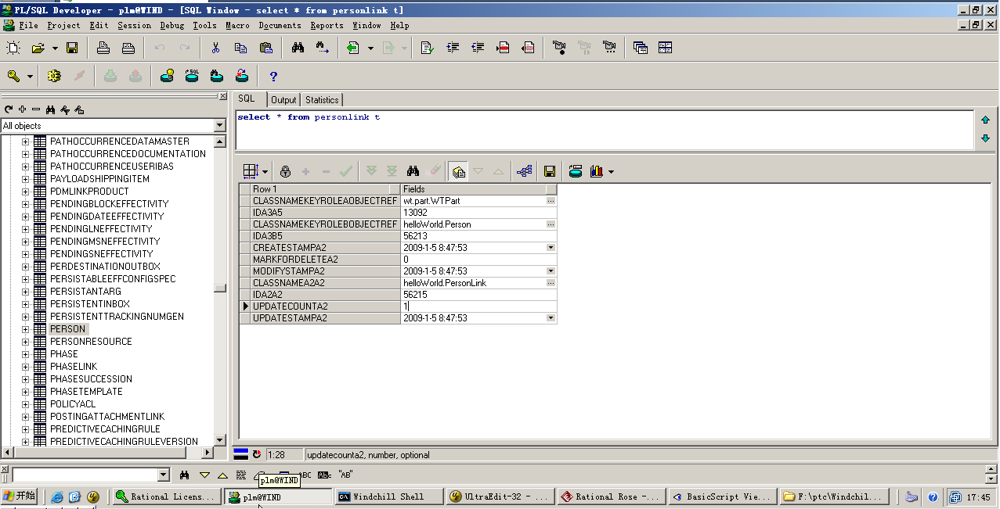 PL/SQL Developer - plm@WIND - [SQL Window - select * from personlink t]
File Project Edit Session Debug Tools Macro Documents Reports Window Help
SQL Output Statistics
select * from personlink t
All objects
PATHOCCURRENCEDATAMASTER
PATHOCCURRENCEDOCUMENTATION
PATHOCCURRENCEUSERIBAS
PAYLOADSHIPPINGITEM
PDMLINKPRODUCT
PENDINGBLOCKEFFECTIVITY
PENDINGDATEEFFECTIVITY
PENDINGLNEFFECTIVITY
PENDINGMSNEFFECTIVITY
PENDINGSNEFFECTIVITY
PERDESTINATIONOUTBOX
PERSISTABLEEFFCONFIGSPEC
PERSISTANTARG
PERSISTENTINBOX
PERSISTENTTRACKINGNUMGEN
PERSON
PERSONRESOURCE
PHASE
PHASELINK
PHASESUCCESSION
PHASETEMPLATE
POLICYACL
POSTINGATTACHMENTLINK
PREDICTIVECACHINGRULE
PREDICTIVECACHINGRULEVERSION
Row 1 Fields
CLASSNAMEKEYROLEAOBJECTREF wt.part.WTPart
IDA3A5 13092
CLASSNAMEKEYROLEBOBJECTREF helloWorld.Person
IDA3B5 56213
CREATESTAMPA2 2009-1-5 8:47:53
MARKFORDELETEA2 0
MODIFYSTAMPA2 2009-1-5 8:47:53
CLASSNAMEA2A2 helloWorld.PersonLink
IDA2A2 56215
UPDATECOUNTA2 1
UPDATESTAMPA2 2009-1-5 8:47:53
1:28 updatecounta2, number, optional
ABC "AB"
plm@WIND
开始 Rational Licens... plm@WIND Windchill Shell UltraEdit-32 - ... Rational Rose -... BasicScript Vie... F:\ptc\Windchil... 17:45